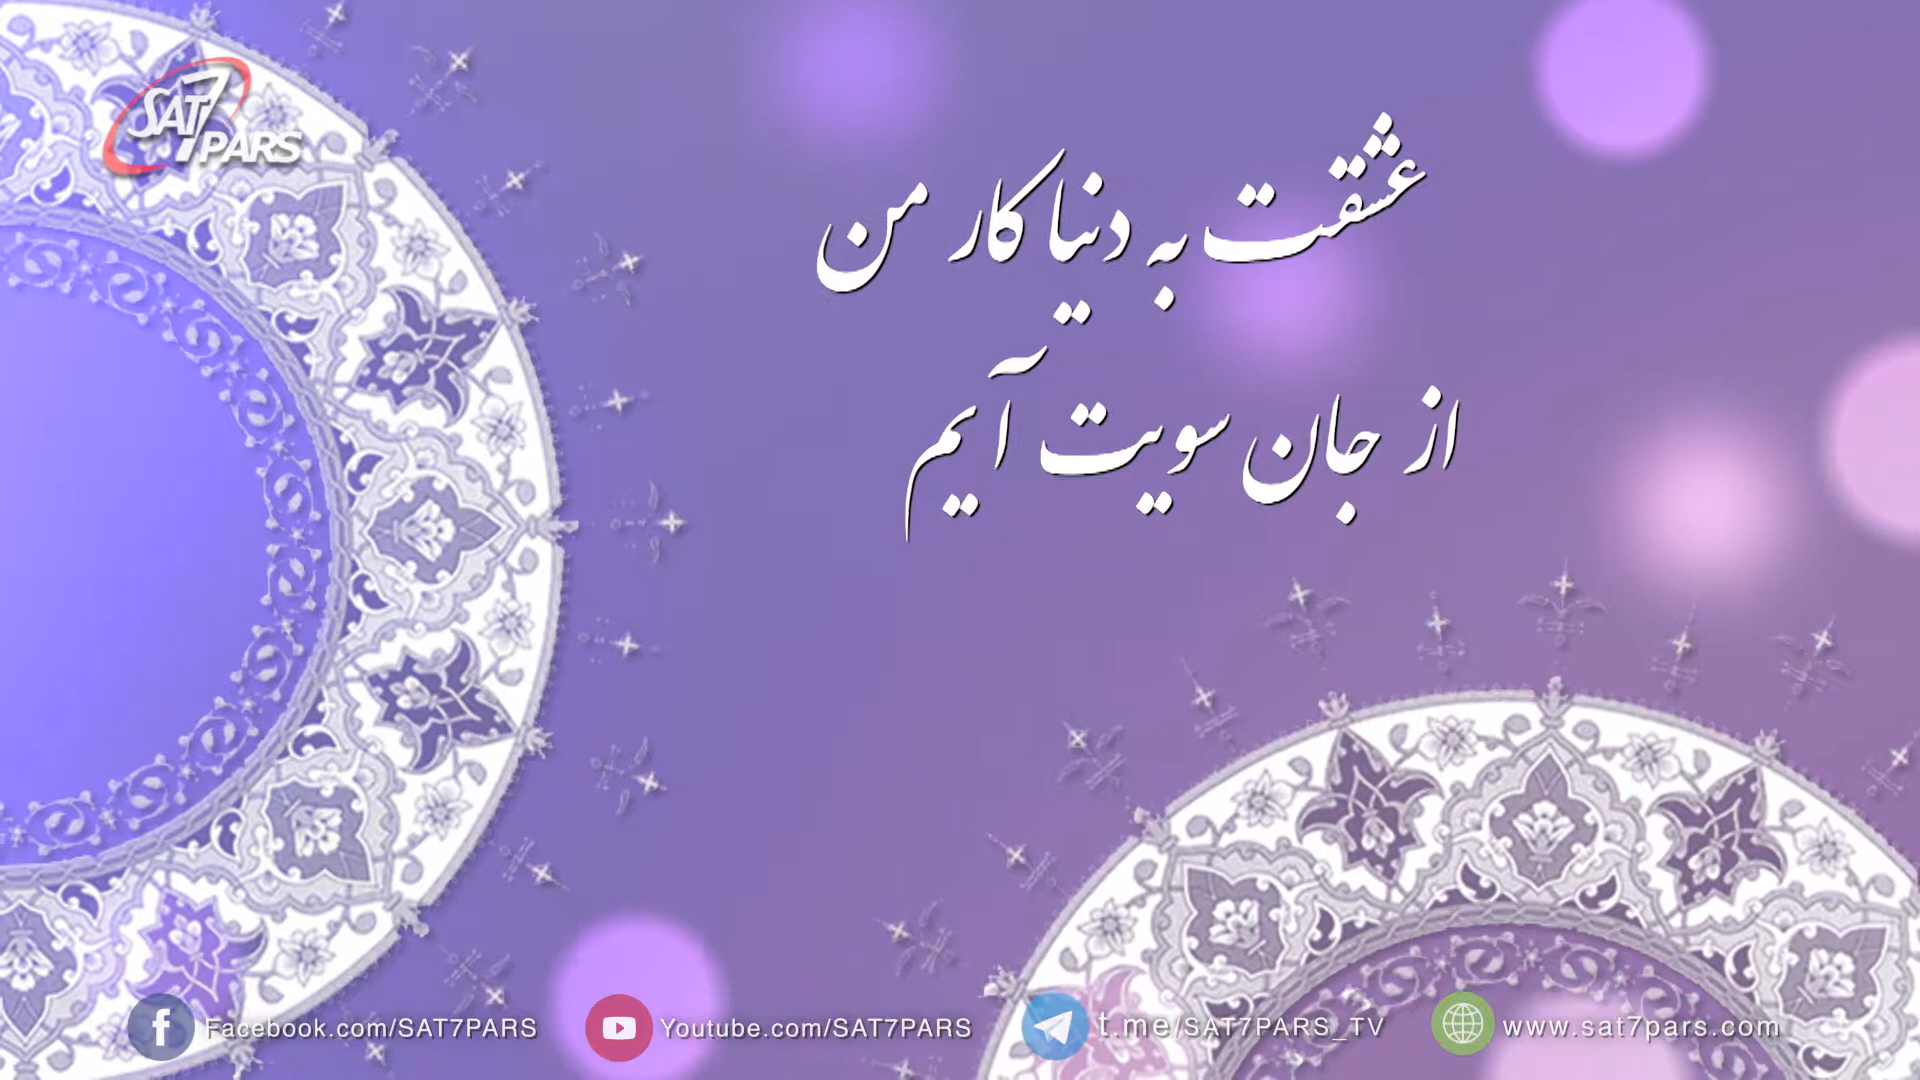 SAT7 PARS
عشقت به دنیا کار من
از جان سویت آیم
Facebook.com/SAT7PARS
Youtube.com/SAT7PARS
t.me/SAT7PARS_TV
www.sat7pars.com